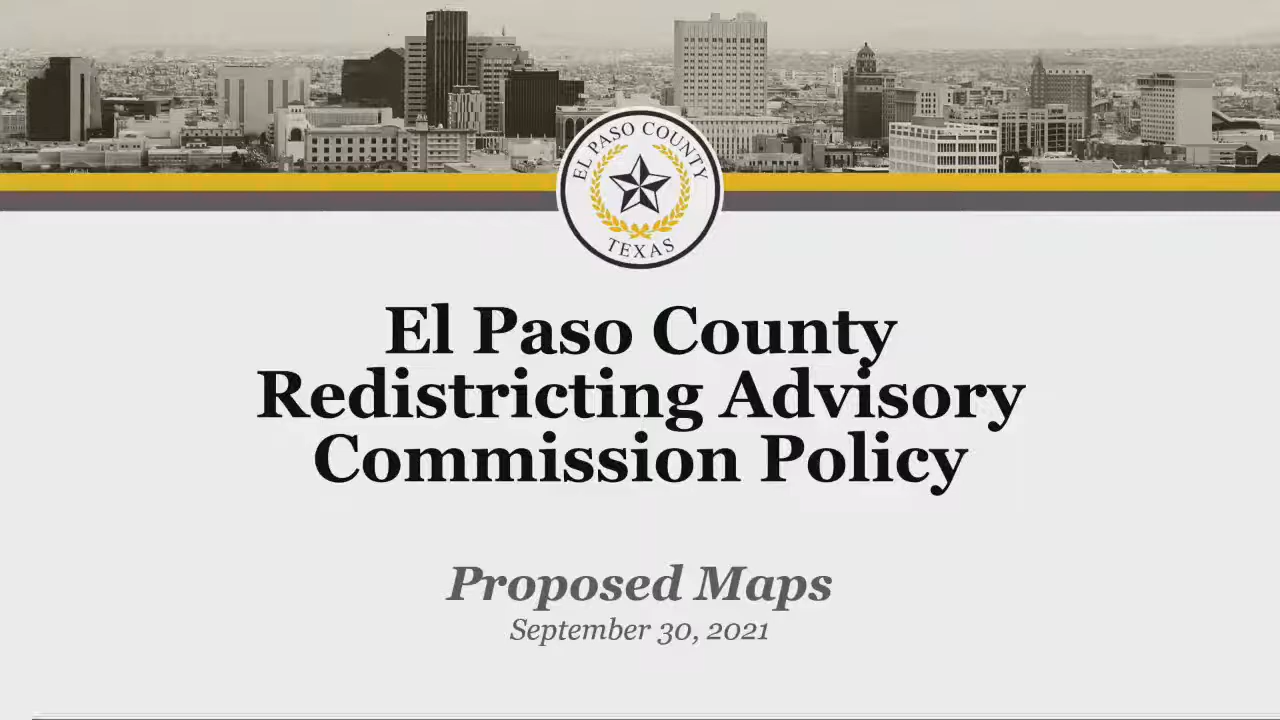 EL PASO COUNTY
TEXAS
El Paso County
Redistricting Advisory
Commission Policy
Proposed Maps
September 30, 2021